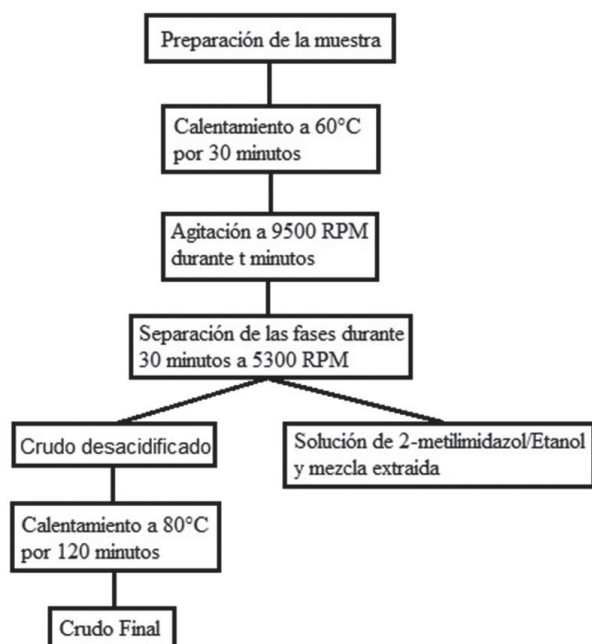 Preparación de la muestra
Calentamiento a 60°C
por 30 minutos
Agitación a 9500 RPM
durante t minutos
Separación de las fases durante
30 minutos a 5300 RPM
Crudo desacidificado
Solución de 2-metilimidazol/Etanol
y mezcla extraida
Calentamiento a 80°C
por 120 minutos
Crudo Final